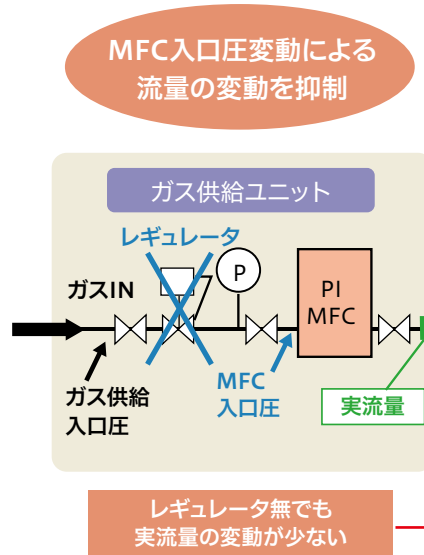 MFC入口圧変動による
流量の変動を抑制
ガス供給ユニット
レギュレータ
P
ガスIN
PI
MFC
ガス供給
入口圧
MFC
入口圧
実流量
レギュレータ無でも
実流量の変動が少ない